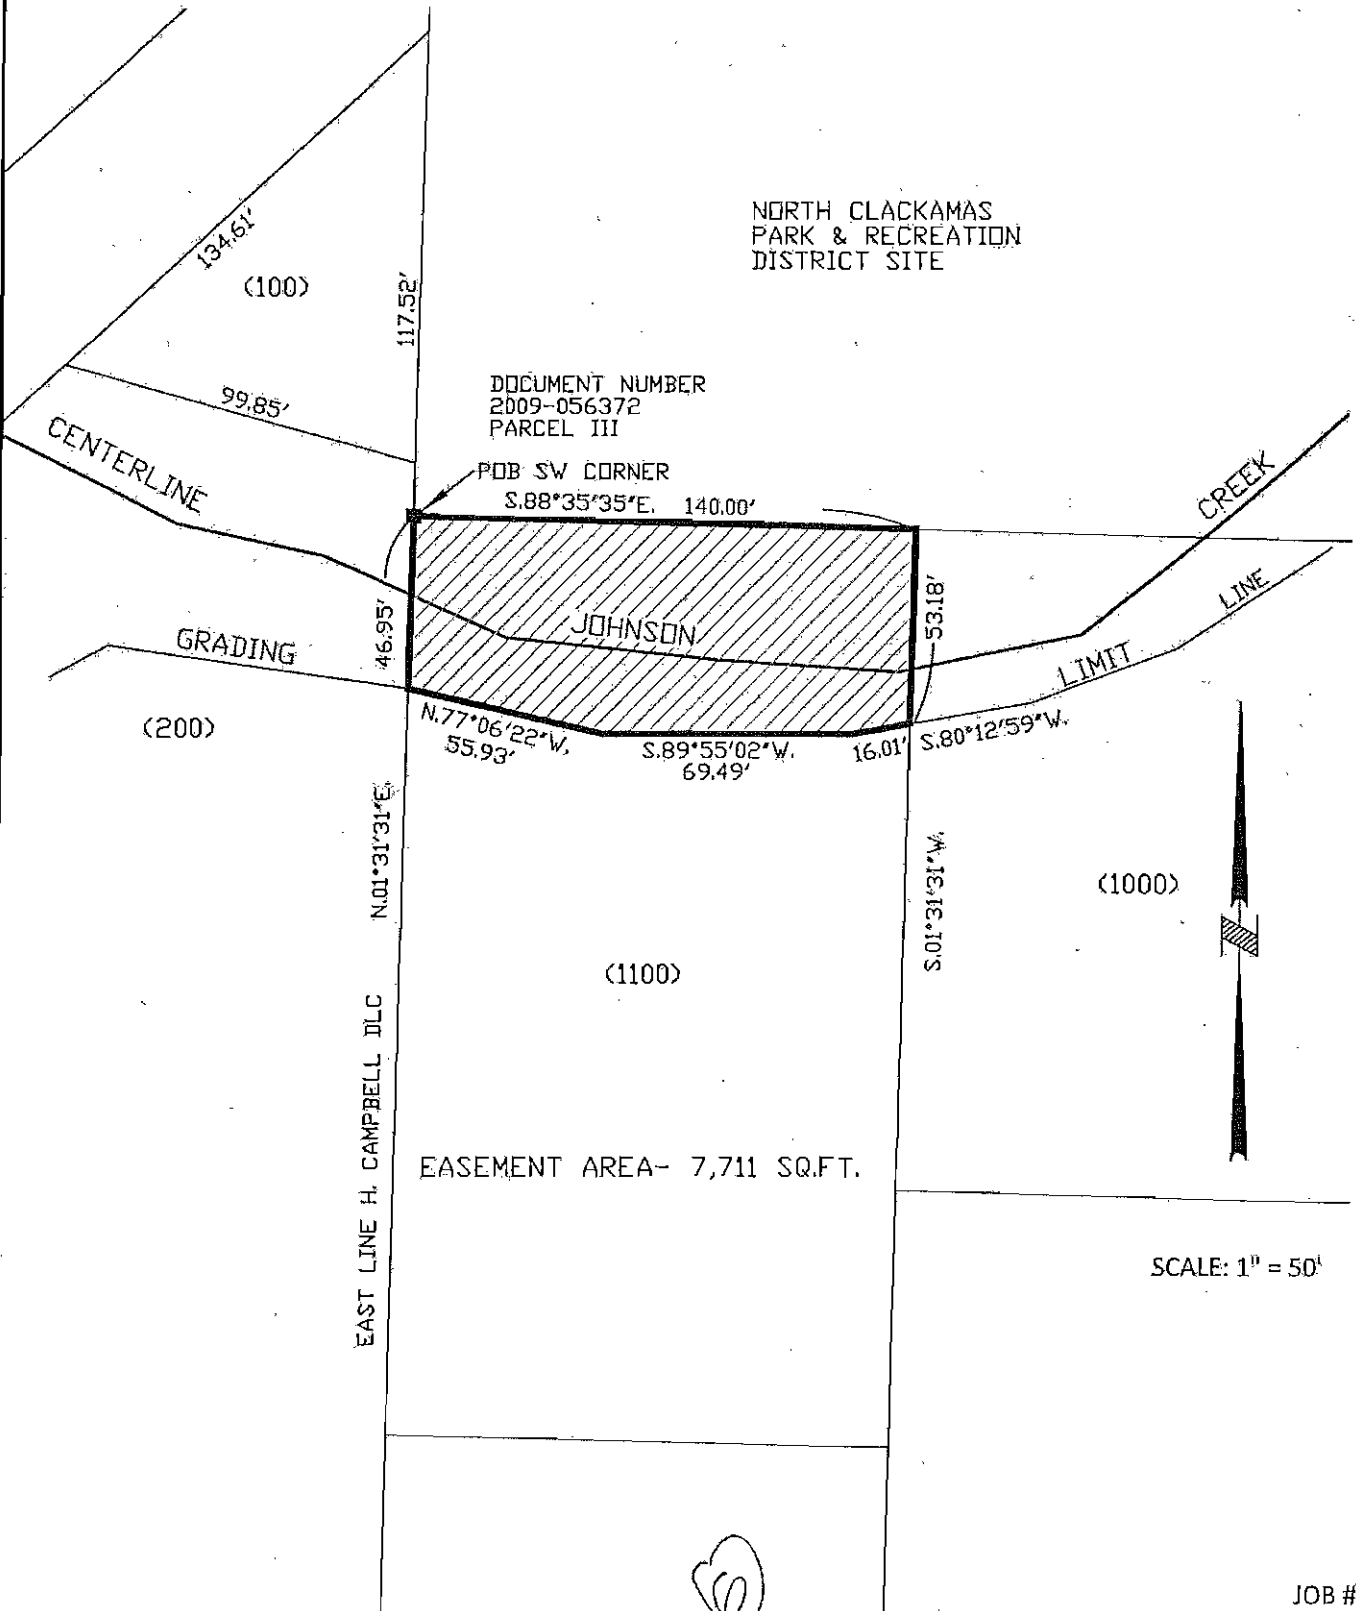 134.61'
(100)
117.52'
NORTH CLACKAMAS
PARK & RECREATION
DISTRICT SITE
99.85'
DOCUMENT NUMBER
2009-056372
PARCEL III
CENTERLINE
POB SW CORNER
S.88°35'35"E. 140.00'
CREEK
46.95'
JOHNSON
53.18'
LINE
GRADING
LIMIT
(200)
N.77°06'22"W.
55.93'
S.89°55'02"W.
69.49'
16.01'
S.80°12'59"W.
N.01°31'31"E.
S.01°31'31"W.
(1000)
(1100)
EAST LINE H. CAMPBELL DLC
EASEMENT AREA- 7,711 SQ.FT.
SCALE: 1" = 50'
JOB #